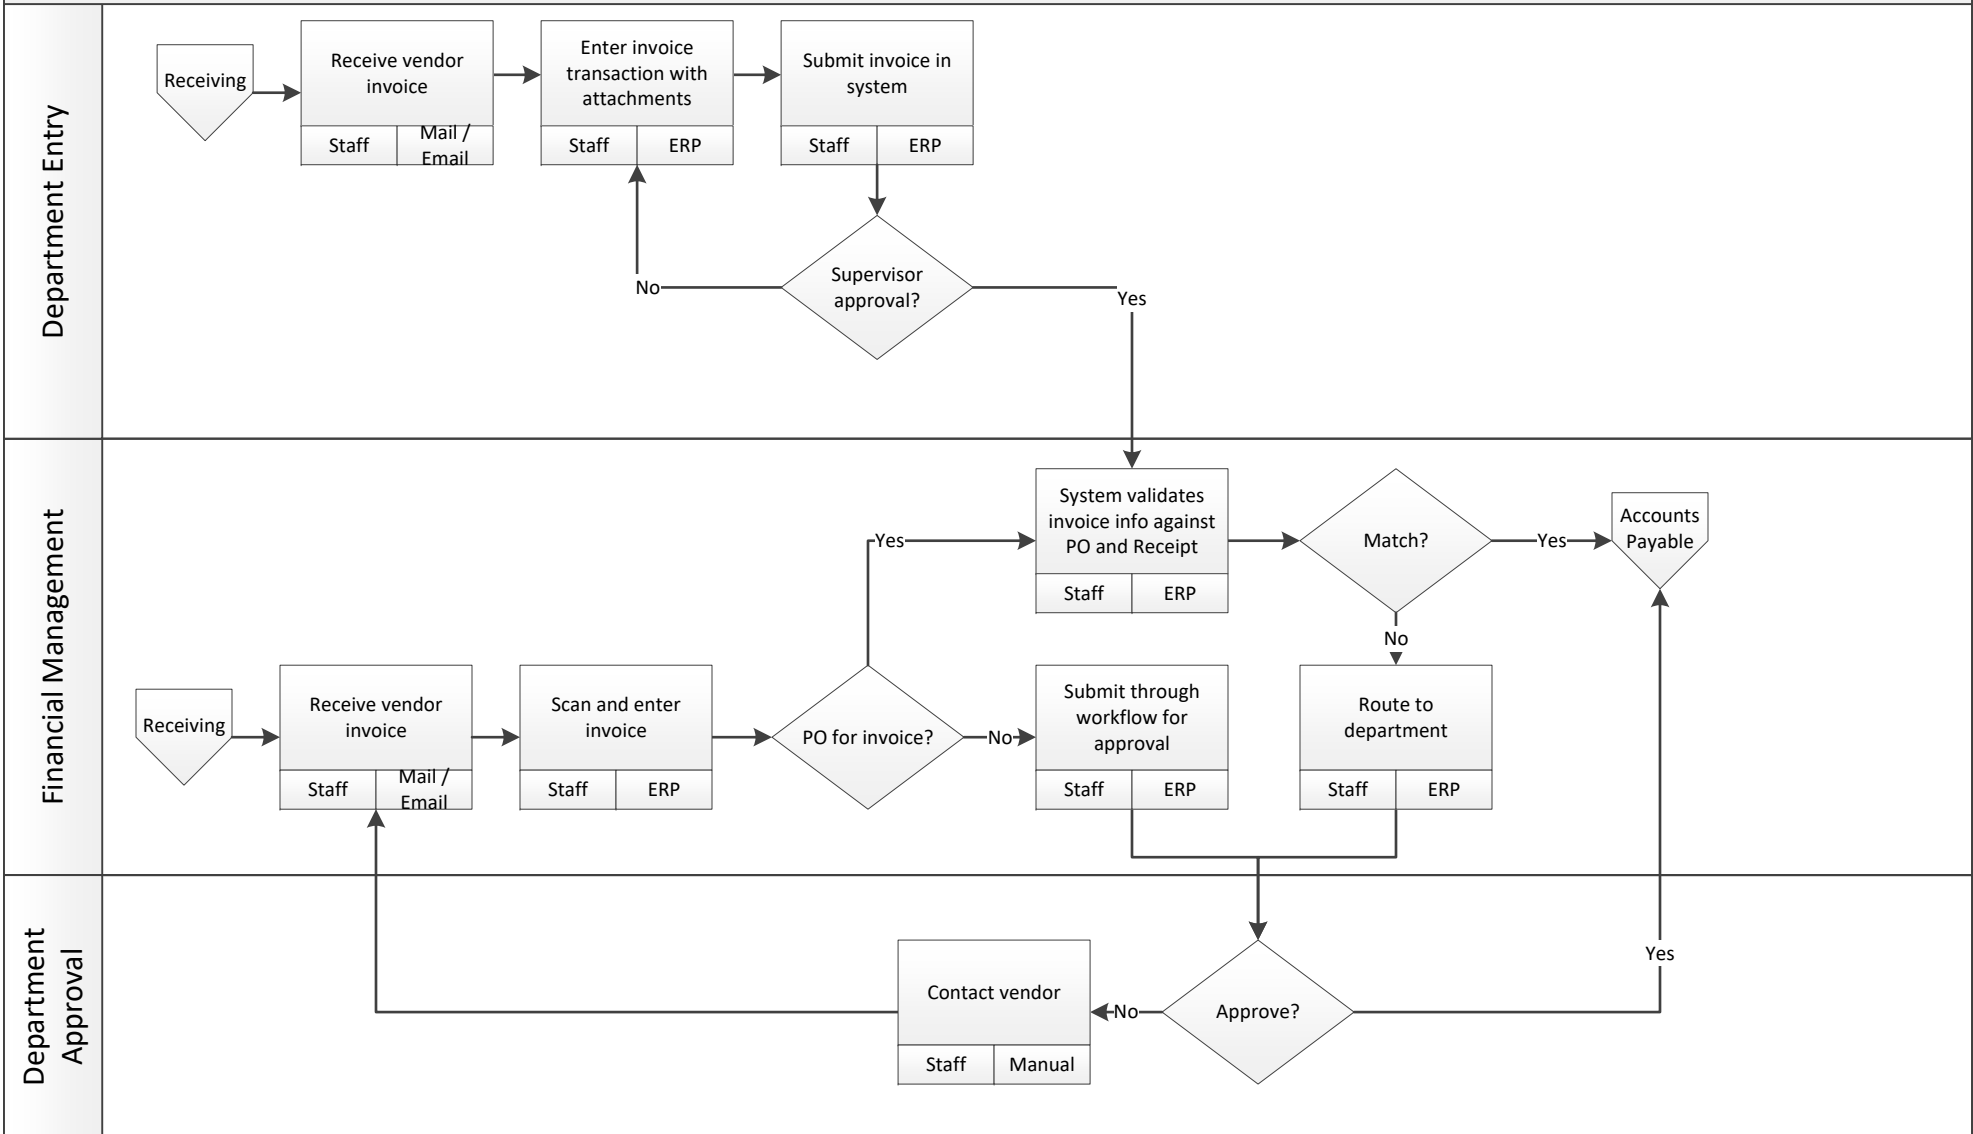 Department Entry
Receiving
Receive vendor
invoice
Staff
Mail /
Email
Enter invoice
transaction with
attachments
Staff
ERP
Submit invoice in
system
Staff
ERP
Supervisor
approval?
No
Yes
Financial Management
System validates
invoice info against
PO and Receipt
Staff
ERP
Match?
Yes
Accounts
Payable
No
Yes
Receiving
Receive vendor
invoice
Staff
Mail /
Email
Scan and enter
invoice
Staff
ERP
PO for invoice?
No
Submit through
workflow for
approval
Staff
ERP
Route to
department
Staff
ERP
Department
Approval
Contact vendor
Staff
Manual
No
Approve?
Yes